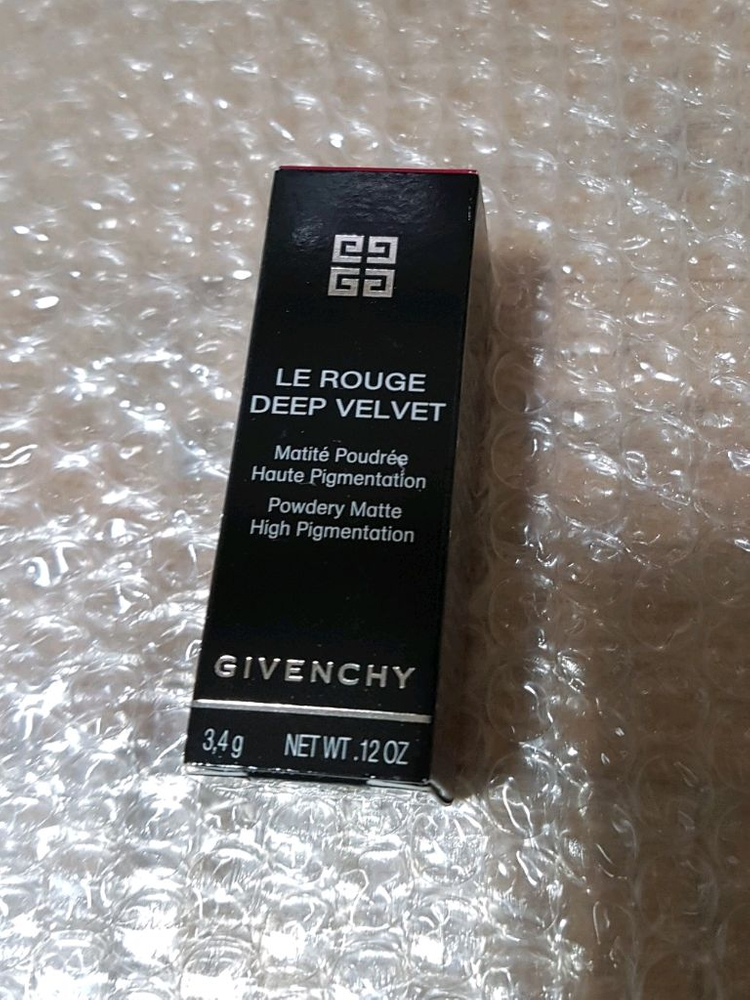 LE ROUGE
DEEP VELVET
Matité Poudrée
Haute Pigmentation
Powdery Matte
High Pigmentation
GIVENCHY
3,4 g NET WT .12 OZ